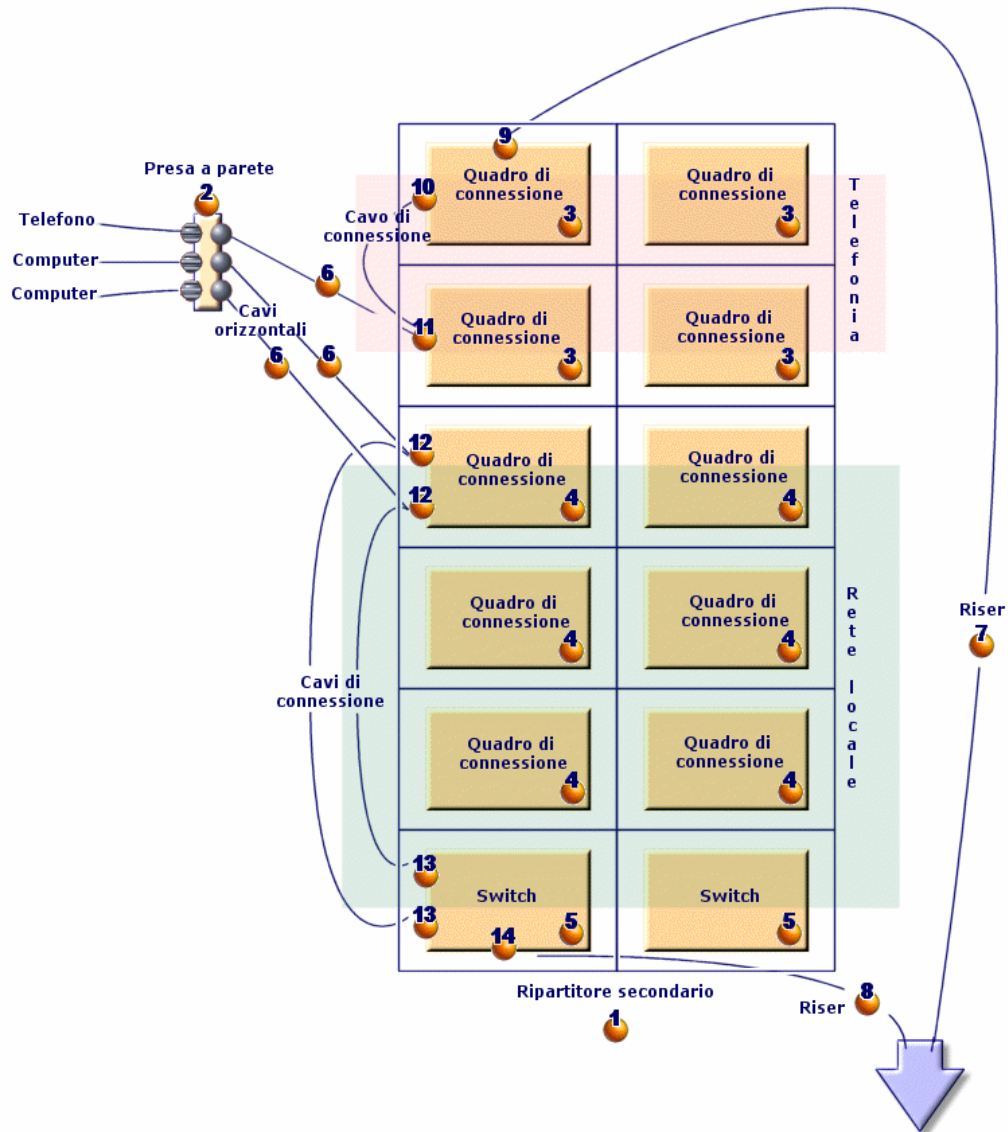 9
Presa a parete
2
Quadro di
connessione
3
Quadro di
connessione
3
T
e
l
e
f
o
n
i
a
10
Cavo di
connessione
Telefono
Computer
Computer
6
Cavi
orizzontali
6
6
11
Quadro di
connessione
3
Quadro di
connessione
3
12
12
Quadro di
connessione
4
Quadro di
connessione
4
Quadro di
connessione
4
Quadro di
connessione
4
R
e
t
e
l
o
c
a
l
e
Riser
7
Cavi di
connessione
Quadro di
connessione
4
Quadro di
connessione
4
13
13
Switch
5
14
Switch
5
Ripartitore secondario
1
Riser
8